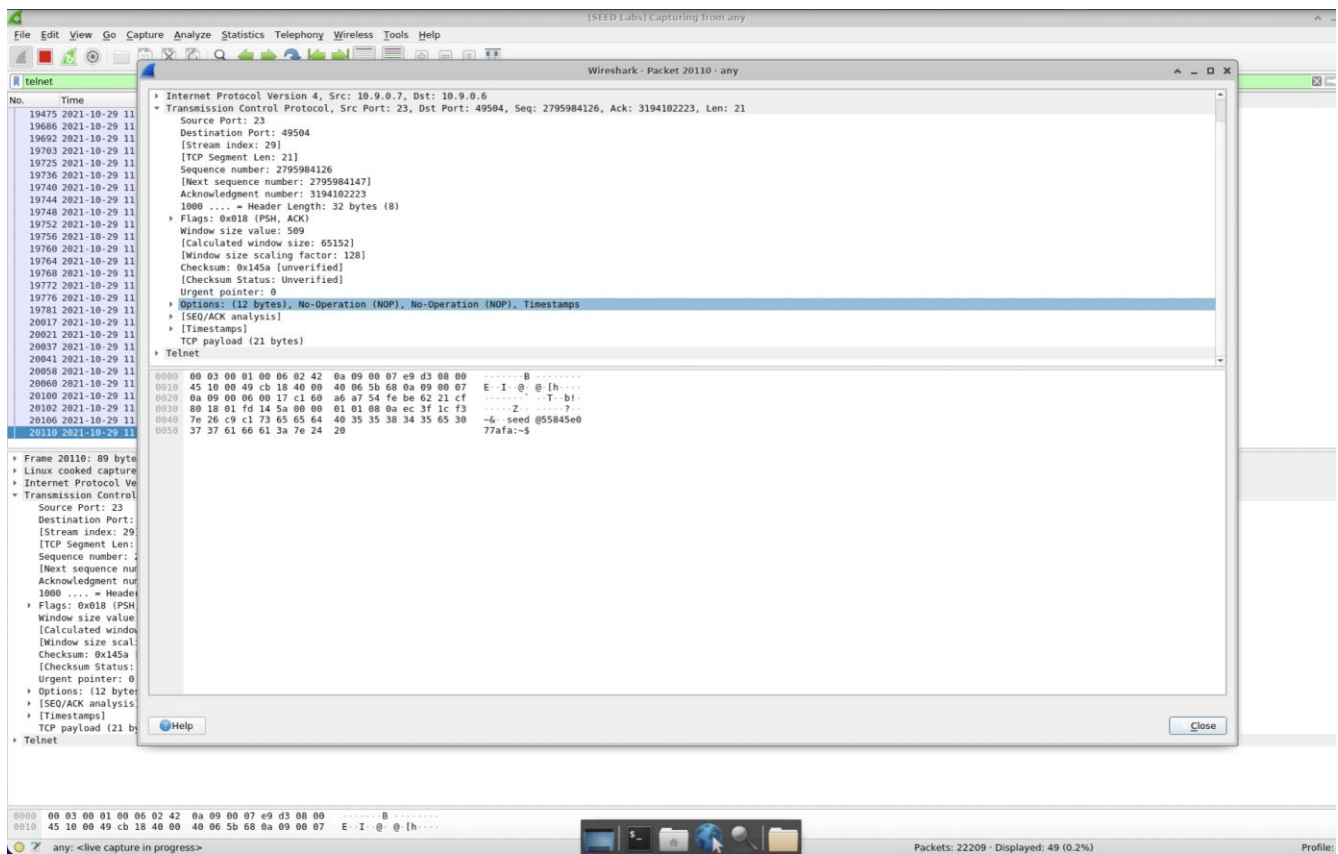 [SEED Labs] Capturing from any
File Edit View Go Capture Analyze Statistics Telephony Wireless Tools Help
telnet
Wireshark · Packet 20110 · any
No. Time
19475 2021-10-29 11
19686 2021-10-29 11
19692 2021-10-29 11
19703 2021-10-29 11
19725 2021-10-29 11
19736 2021-10-29 11
19740 2021-10-29 11
19744 2021-10-29 11
19748 2021-10-29 11
19752 2021-10-29 11
19756 2021-10-29 11
19760 2021-10-29 11
19764 2021-10-29 11
19768 2021-10-29 11
19772 2021-10-29 11
19776 2021-10-29 11
19781 2021-10-29 11
20017 2021-10-29 11
20021 2021-10-29 11
20037 2021-10-29 11
20041 2021-10-29 11
20058 2021-10-29 11
20060 2021-10-29 11
20100 2021-10-29 11
20102 2021-10-29 11
20106 2021-10-29 11
20110 2021-10-29 11
Internet Protocol Version 4, Src: 10.9.0.7, Dst: 10.9.0.6
Transmission Control Protocol, Src Port: 23, Dst Port: 49504, Seq: 2795984126, Ack: 3194102223, Len: 21
Source Port: 23
Destination Port: 49504
[Stream index: 29]
[TCP Segment Len: 21]
Sequence number: 2795984126
[Next sequence number: 2795984147]
Acknowledgment number: 3194102223
1000 .... = Header Length: 32 bytes (8)
Flags: 0x018 (PSH, ACK)
Window size value: 509
[Calculated window size: 65152]
[Window size scaling factor: 128]
Checksum: 0x145a [unverified]
[Checksum Status: Unverified]
Urgent pointer: 0
Options: (12 bytes), No-Operation (NOP), No-Operation (NOP), Timestamps
[SEQ/ACK analysis]
[Timestamps]
TCP payload (21 bytes)
Telnet
0000 00 03 00 01 00 06 02 42 0a 09 00 07 e9 d3 08 00 ·······B ········
0010 45 10 00 49 cb 18 40 00 40 06 5b 68 0a 09 00 07 E··I··@· @·[h····
0020 0a 09 00 06 00 17 c1 60 a6 a7 54 fe be 62 21 cf ·······` ··T··b!·
0030 80 18 01 fd 14 5a 00 00 01 01 08 0a ec 3f 1c f3 ·····Z·· ·····?··
0040 7e 26 c9 c1 73 65 65 64 40 35 35 38 34 35 65 30 ~&··seed @55845e0
0050 37 37 61 66 61 3a 7e 24 20 77afa:~$
Help
Close
Frame 20110: 89 byte
Linux cooked capture
Internet Protocol Ve
Transmission Control
Source Port: 23
Destination Port:
[Stream index: 29
[TCP Segment Len:
Sequence number: 2
[Next sequence num
Acknowledgment num
1000 .... = Header
Flags: 0x018 (PSH
Window size value
[Calculated window
[Window size scal
Checksum: 0x145a
[Checksum Status:
Urgent pointer: 0
Options: (12 bytes
[SEQ/ACK analysis
[Timestamps]
TCP payload (21 by
Telnet
0000 00 03 00 01 00 06 02 42 0a 09 00 07 e9 d3 08 00 ·······B ········
0010 45 10 00 49 cb 18 40 00 40 06 5b 68 0a 09 00 07 E··I··@· @·[h····
any: <live capture in progress>
Packets: 22209 · Displayed: 49 (0.2%)
Profile: